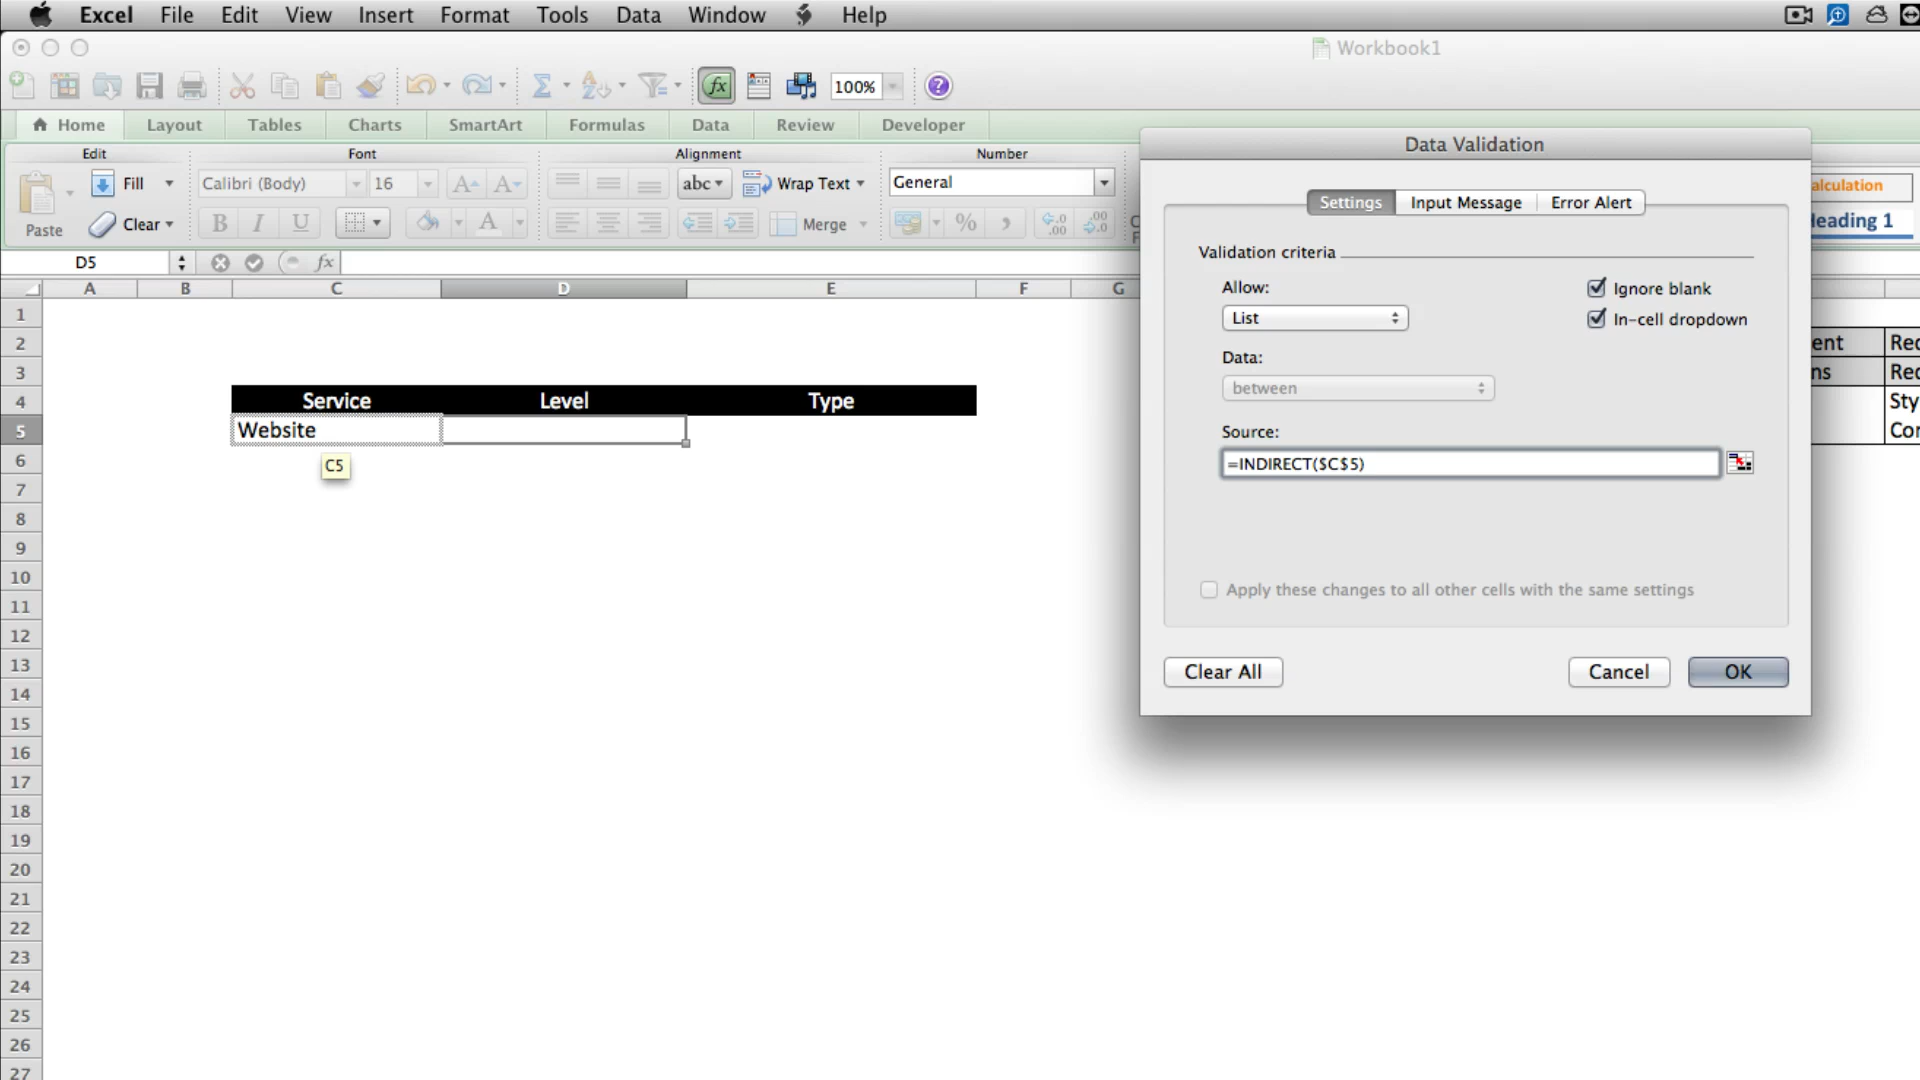 Excel File Edit View Insert Format Tools Data Window Help
Workbook1
100%
Home Layout Tables Charts SmartArt Formulas Data Review Developer
Edit Font Alignment Number
Paste Fill Clear
Calibri (Body) 16
B I U A
abc Wrap Text
Merge
General
%
D5 fx
A B C D E F G
1
2
3
4
5
6
7
8
9
10
11
12
13
14
15
16
17
18
19
20
21
22
23
24
25
26
27
Service Level Type
Website
C5
Data Validation
Settings Input Message Error Alert
Validation criteria
Allow:
List
Ignore blank
In-cell dropdown
Data:
between
Source:
=INDIRECT($C$5)
Apply these changes to all other cells with the same settings
Clear All Cancel OK
alculation
eading 1
ent Rec
ns Rec
Sty